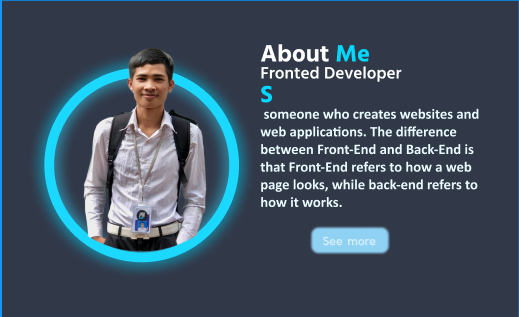 About Me
Fronted Developer
S
someone who creates websites and
web applications. The difference
between Front-End and Back-End is
that Front-End refers to how a web
page looks, while back-end refers to
how it works.
See more